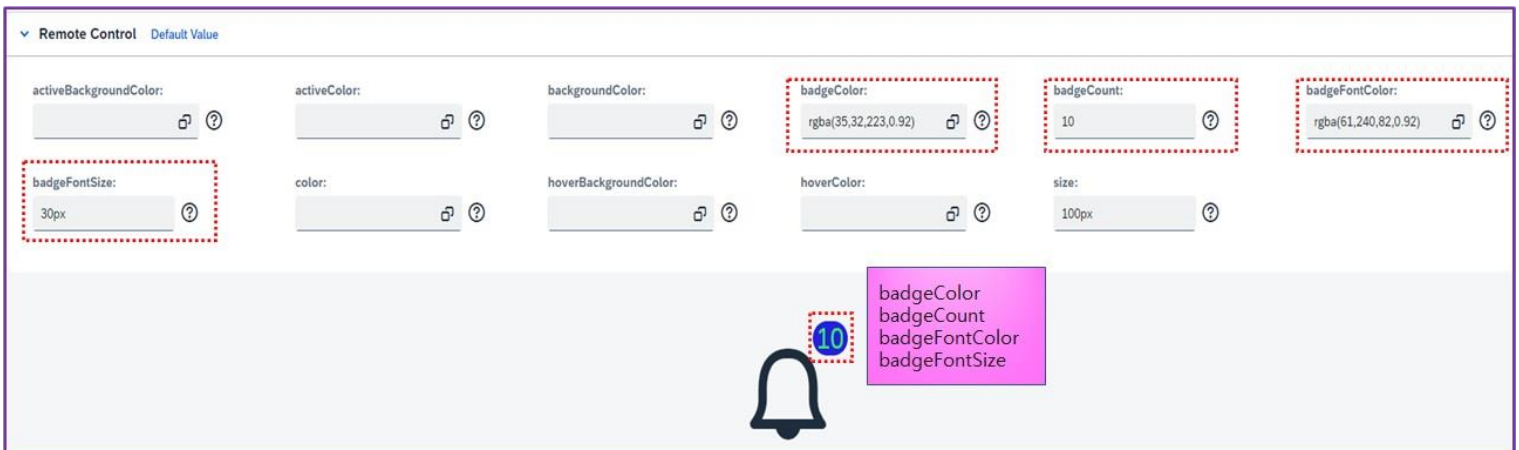 Remote Control Default Value
activeBackgroundColor: activeColor: backgroundColor: badgeColor: badgeCount: badgeFontColor:
rgba(35,32,223,0.92) 10 rgba(61,240,82,0.92)
badgeFontSize: color: hoverBackgroundColor: hoverColor: size:
30px 100px
badgeColor
badgeCount
badgeFontColor
badgeFontSize
10